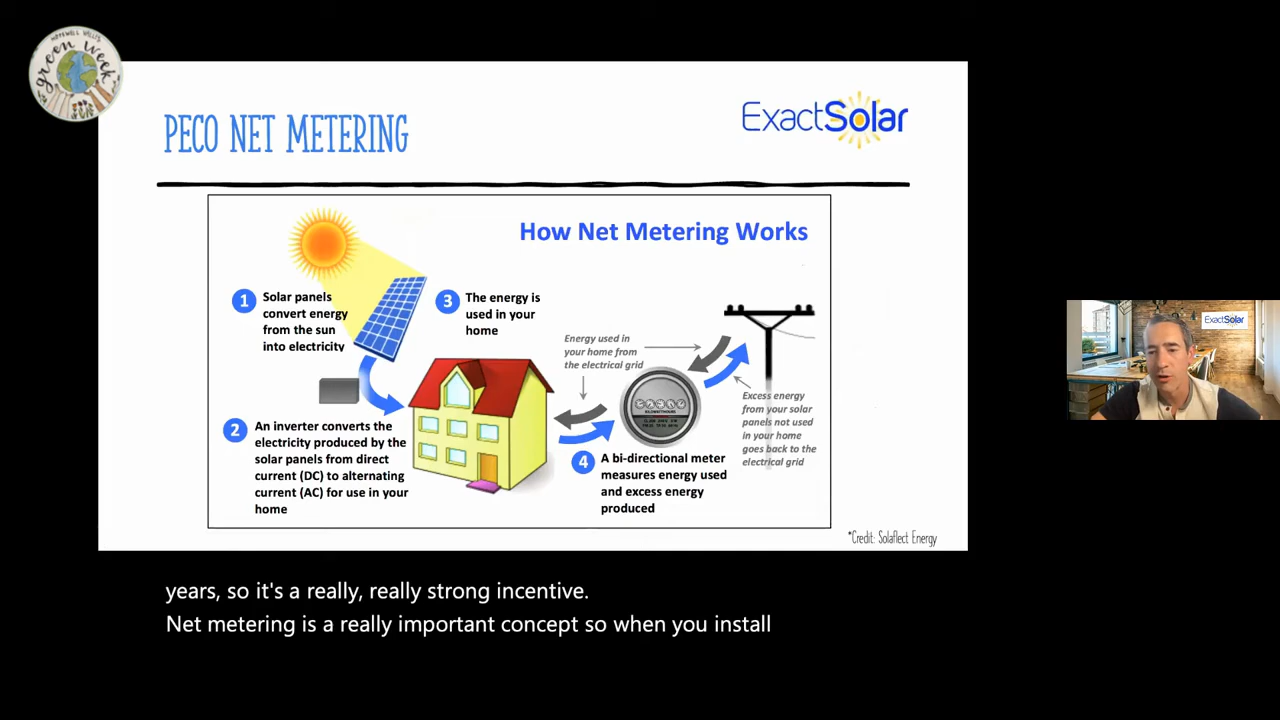 HOPEWELL HILLS
green week
PECO NET METERING
ExactSolar
How Net Metering Works
1
Solar panels
convert energy
from the sun
into electricity
3
The energy is
used in your
home
Energy used in
your home from
the electrical grid
2
An inverter converts the
electricity produced by the
solar panels from direct
current (DC) to alternating
current (AC) for use in your
home
4
A bi-directional meter
measures energy used
and excess energy
produced
Excess energy
from your solar
panels not used
in your home
goes back to the
electrical grid
*Credit: Solaflect Energy
ExactSolar
years, so it's a really, really strong incentive.
Net metering is a really important concept so when you install